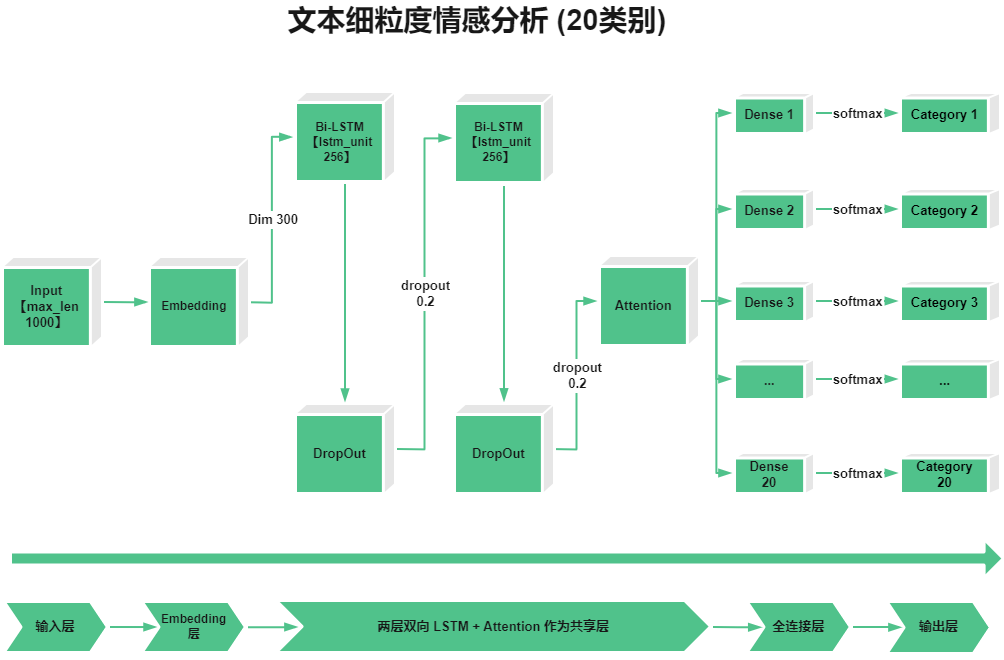 文本细粒度情感分析 (20类别)
Input
【max_len
1000】
Embedding
Dim 300
Bi-LSTM
【lstm_unit
256】
DropOut
dropout
0.2
Bi-LSTM
【lstm_unit
256】
DropOut
dropout
0.2
Attention
Dense 1
softmax
Category 1
Dense 2
softmax
Category 2
Dense 3
softmax
Category 3
...
softmax
...
Dense
20
softmax
Category
20
输入层
Embedding
层
两层双向 LSTM + Attention 作为共享层
全连接层
输出层